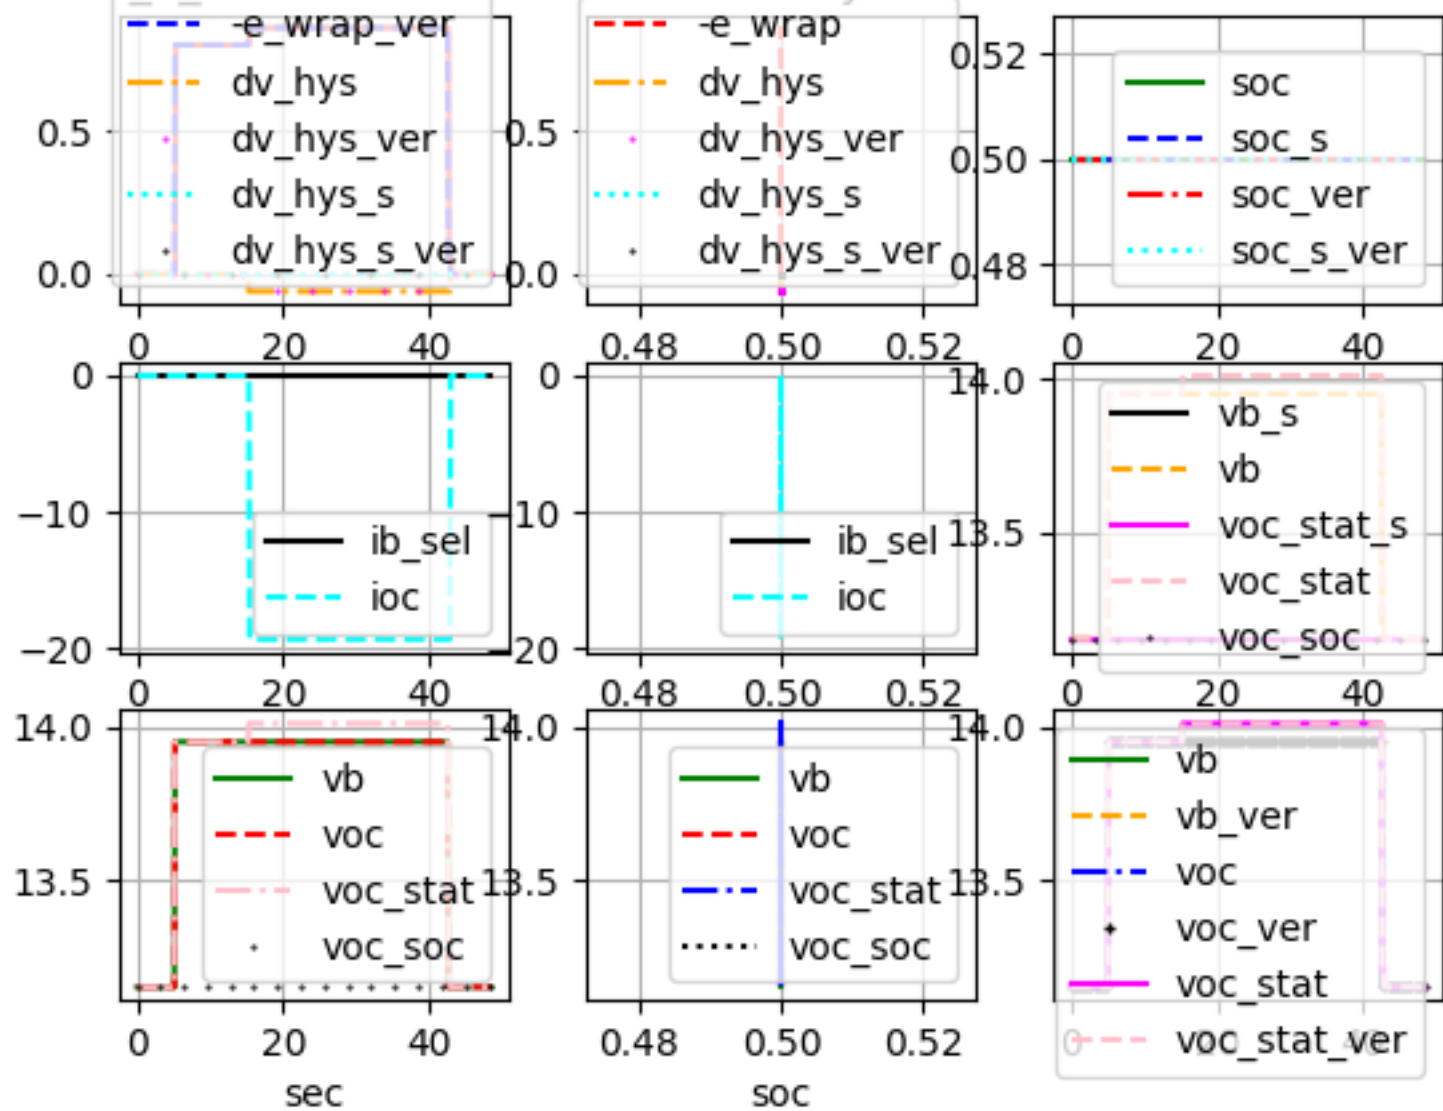 -e_wrap_ver
dv_hys
dv_hys_ver
dv_hys_s
dv_hys_s_ver
0.5
0.0
0
20
40
-e_wrap
dv_hys
dv_hys_ver
dv_hys_s
dv_hys_s_ver
0.5
0.0
0.48
0.50
0.52
soc
soc_s
soc_ver
soc_s_ver
0.52
0.50
0.48
0
20
40
ib_sel
ioc
0
−10
−20
0
20
40
ib_sel
ioc
0
−10
−20
0.48
0.50
0.52
vb_s
vb
voc_stat_s
voc_stat
voc_soc
14.0
13.5
0
20
40
vb
voc
voc_stat
voc_soc
14.0
13.5
0
20
40
sec
vb
voc
voc_stat
voc_soc
14.0
13.5
0.48
0.50
0.52
soc
vb
vb_ver
voc
voc_ver
voc_stat
voc_stat_ver
14.0
13.5
0
20
40